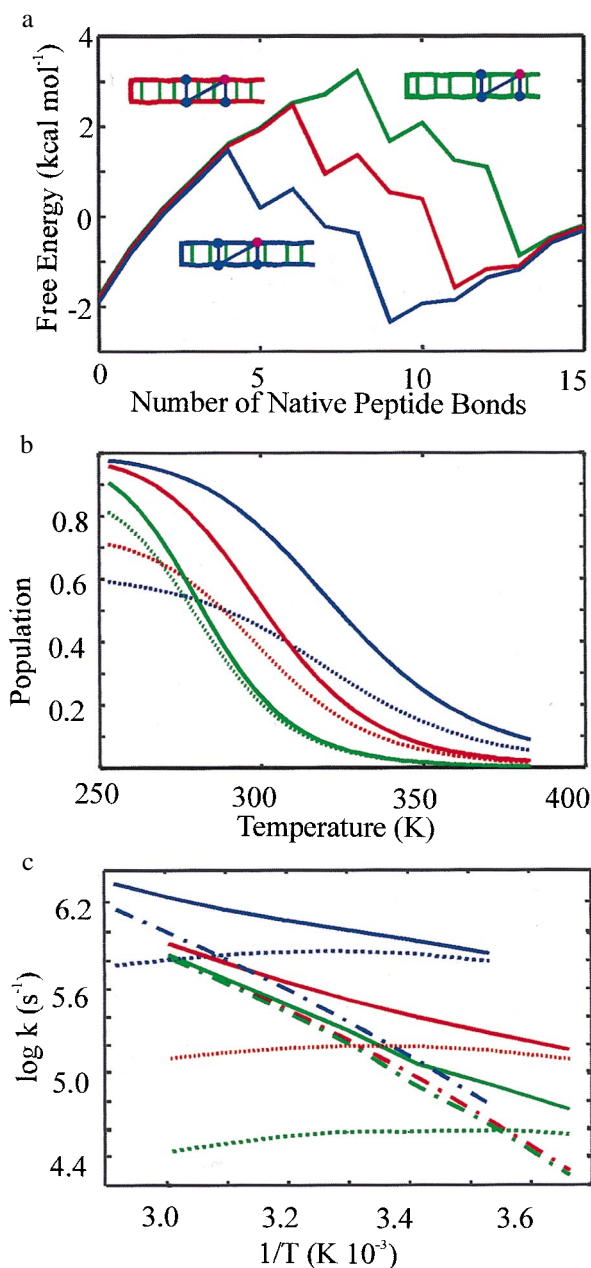 a
4
2
0
-2
Free Energy (kcal mol⁻¹)
0 5 10 15
Number of Native Peptide Bonds
b
0.8
0.6
0.4
0.2
Population
250 300 350 400
Temperature (K)
c
6.2
5.6
5.0
4.4
log k (s⁻¹)
3.0 3.2 3.4 3.6
1/T (K 10⁻³)